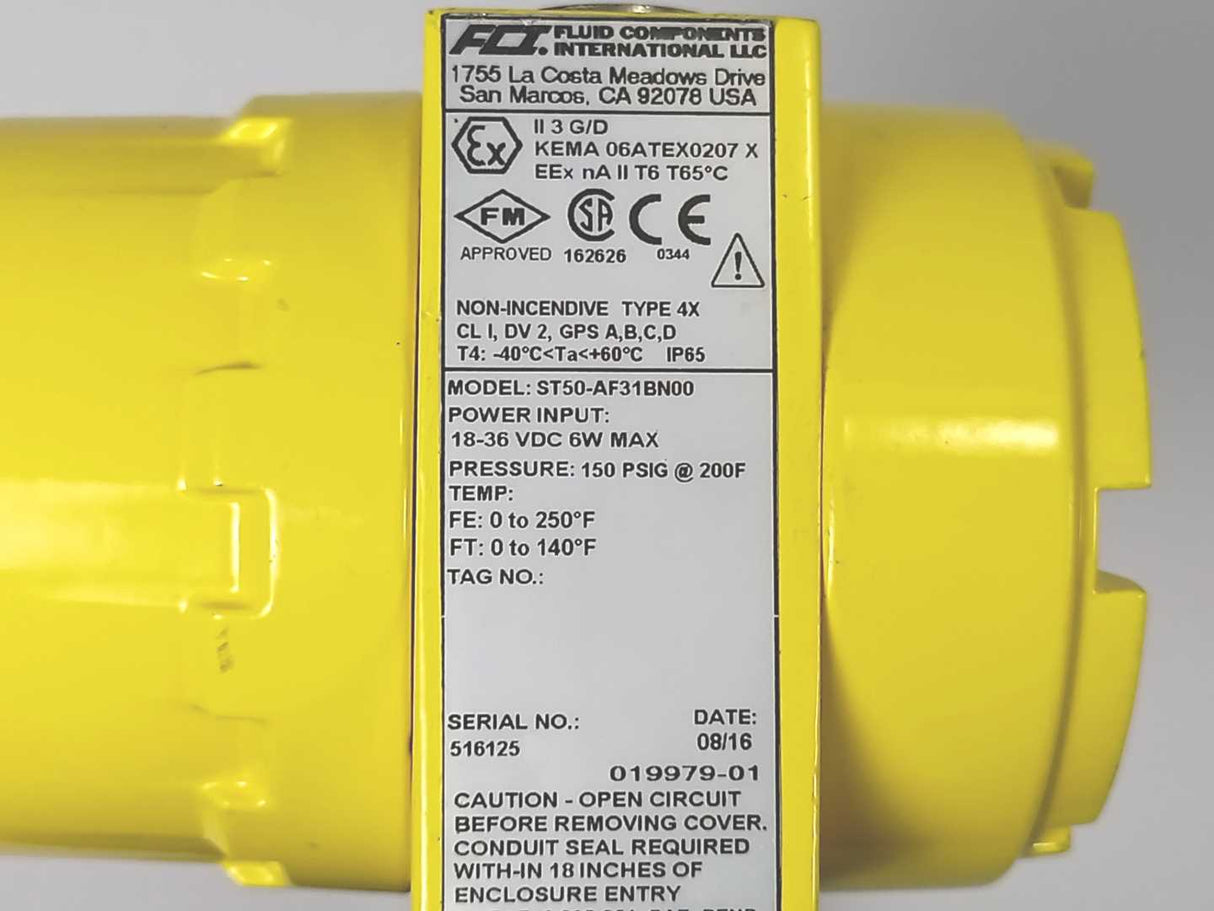 FCI. FLUID COMPONENTS
INTERNATIONAL LLC
1755 La Costa Meadows Drive
San Marcos, CA 92078 USA
Ex II 3 G/D
KEMA 06ATEX0207 X
EEx nA II T6 T65°C
FM SA CE
APPROVED 162626 0344
!
NON-INCENDIVE TYPE 4X
CL I, DV 2, GPS A,B,C,D
T4: -40°C<Ta<+60°C IP65
MODEL: ST50-AF31BN00
POWER INPUT:
18-36 VDC 6W MAX
PRESSURE: 150 PSIG @ 200F
TEMP:
FE: 0 to 250°F
FT: 0 to 140°F
TAG NO.:
SERIAL NO.: DATE:
516125 08/16
019979-01
CAUTION - OPEN CIRCUIT
BEFORE REMOVING COVER.
CONDUIT SEAL REQUIRED
WITH-IN 18 INCHES OF
ENCLOSURE ENTRY